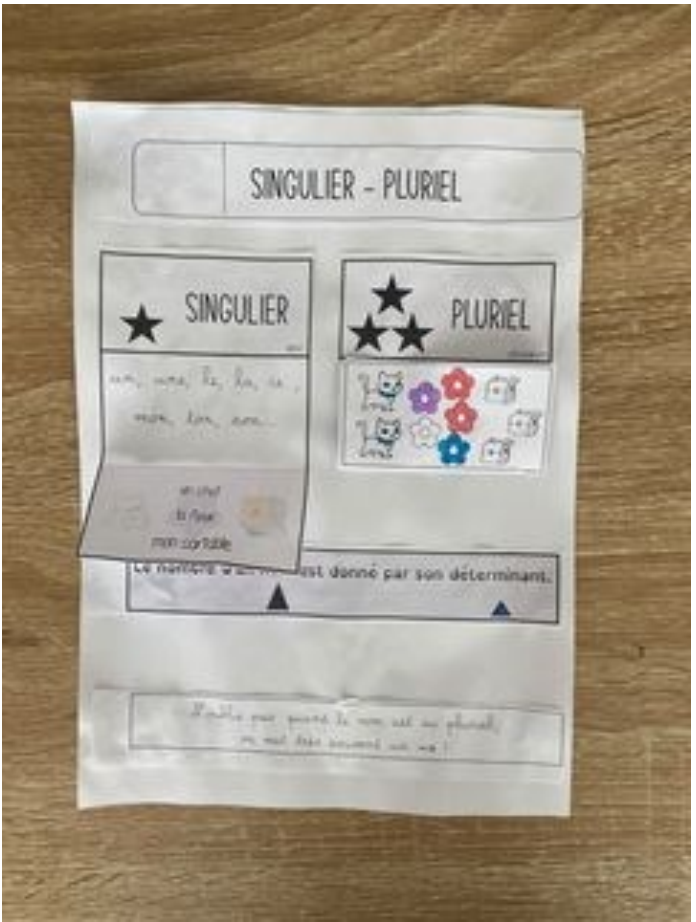 SINGULIER - PLURIEL
SINGULIER
un, une, le, la, ce,
mon, ton, son...
un chat
la fleur
mon cartable
PLURIEL
Le nombre d'un est donné par son déterminant.
N'oublie pas quand le nom est au pluriel,
on met très souvent un !